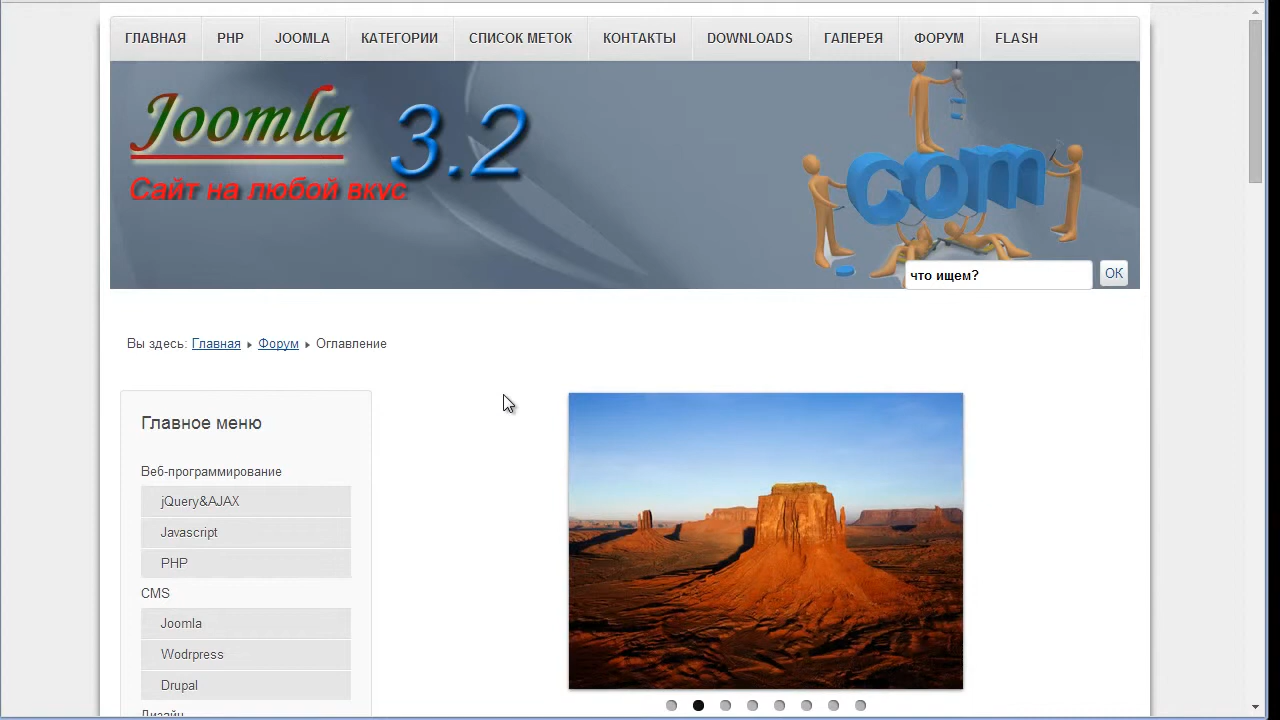 ГЛАВНАЯ PHP JOOMLA КАТЕГОРИИ СПИСОК МЕТОК КОНТАКТЫ DOWNLOADS ГАЛЕРЕЯ ФОРУМ FLASH
Joomla 3.2
Сайт на любой вкус
com
что ищем? OK
Вы здесь: Главная Форум Оглавление
Главное меню
Веб-программирование
jQuery&AJAX
Javascript
PHP
CMS
Joomla
Wodrpress
Drupal
Дизайн